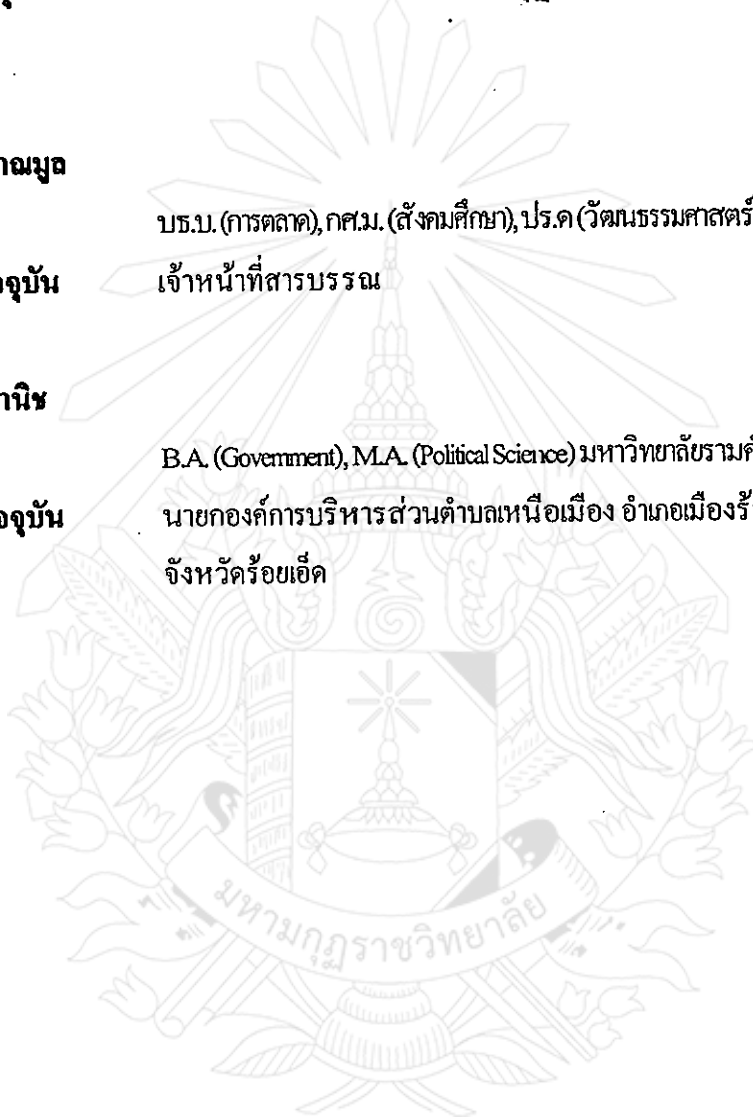 าณมูล
บธ.บ. (การตลาด), กศ.ม. (สังคมศึกษา), ปร.ด (วัฒนธรรมศาสตร์
จุบัน เจ้าหน้าที่สารบรรณ
านิช
B.A. (Government), M.A. (Political Science) มหาวิทยาลัยรามค
จุบัน นายกองค์การบริหารส่วนตำบลเหนือเมือง อำเภอเมืองร้
จังหวัดร้อยเอ็ด
มหามกุฏราชวิทยาลัย